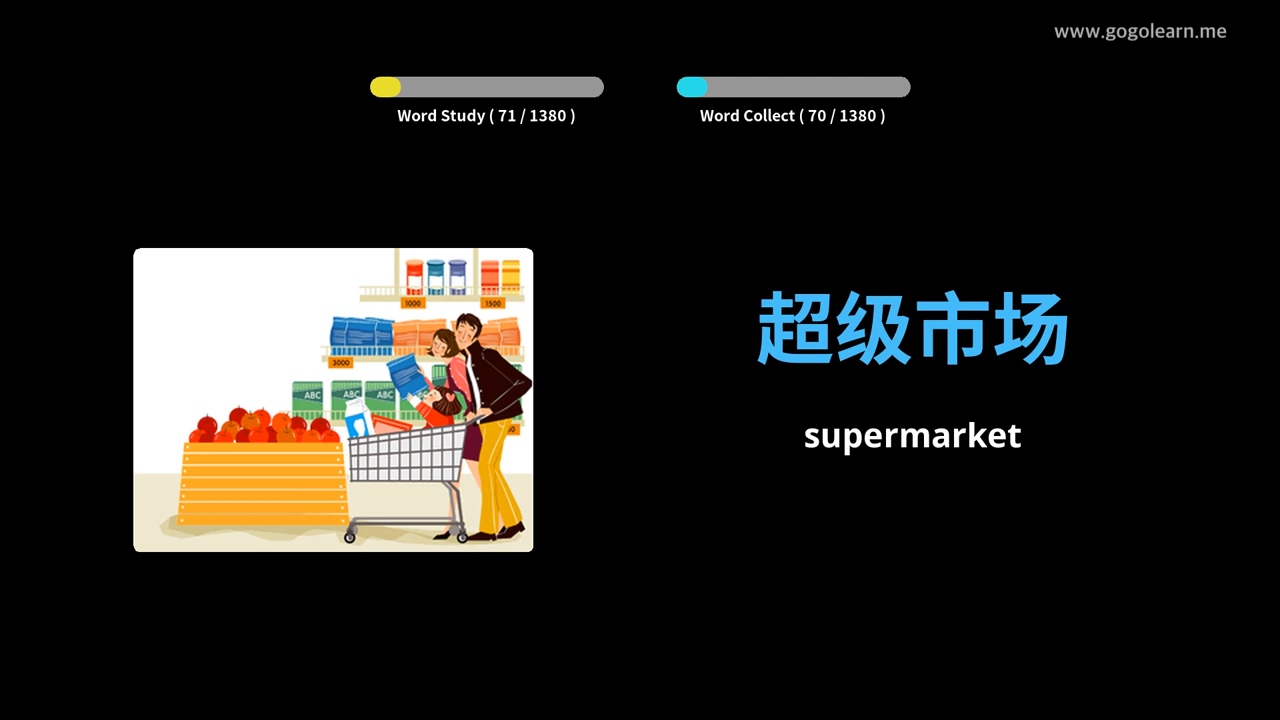 www.gogolearn.me
Word Study ( 71 / 1380 )
Word Collect ( 70 / 1380 )
超级市场
supermarket
1000
1500
3000
ABC
ABC
ABC